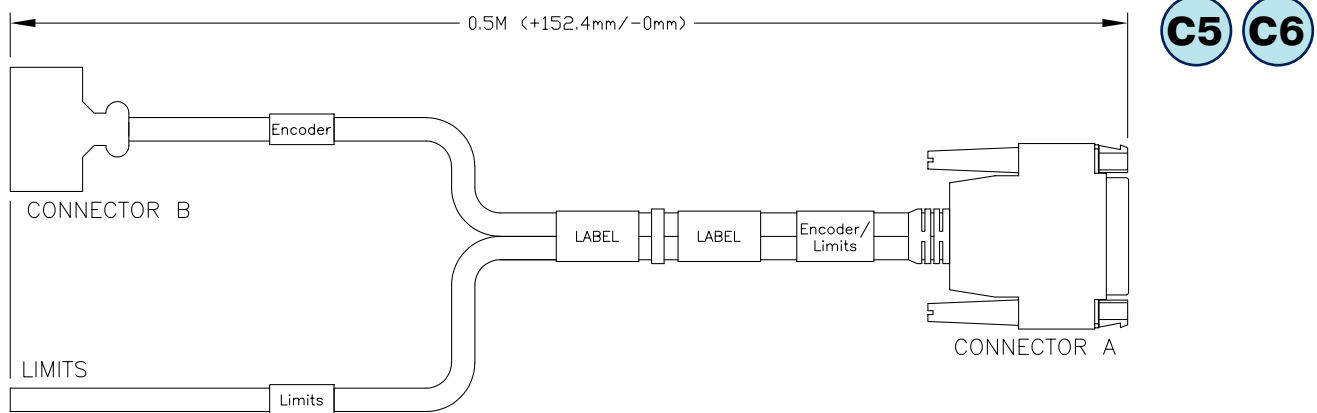 0.5M (+152.4mm/-0mm)
C5 C6
Encoder
CONNECTOR B
LABEL
LABEL
Encoder/
Limits
CONNECTOR A
LIMITS
Limits